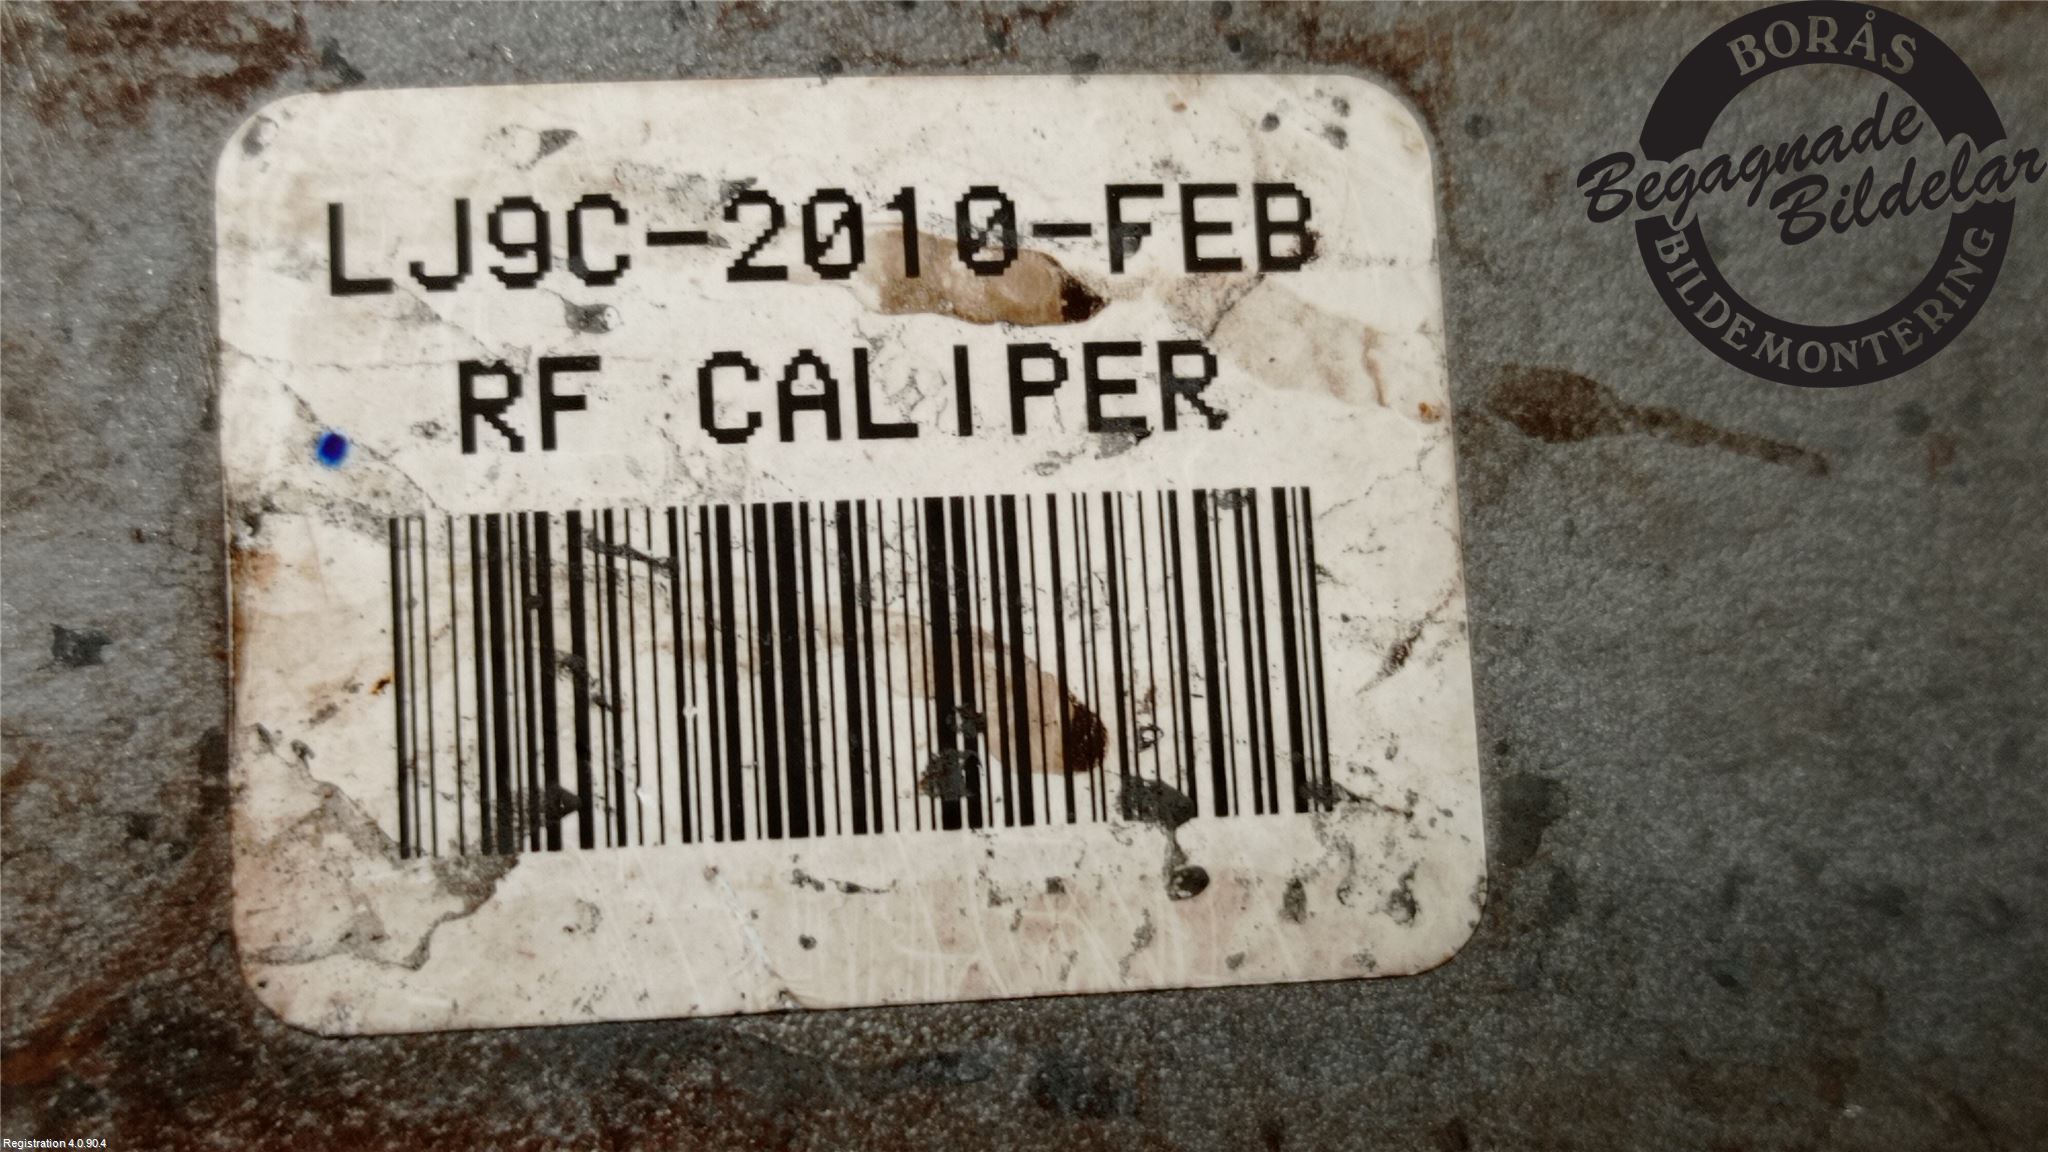 LJ9C-2010-FEB
RF CALIPER
BORÅS
Begagnade
Bildelar
BILDEMONTERING
Registration 4.0.90.4